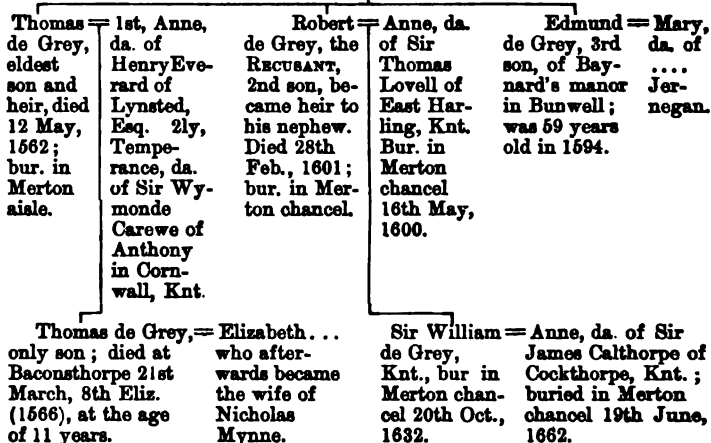 Thomas = 1st, Anne,
de Grey, da. of
eldest Henry Eve-
son and rard of
heir, died Lynsted,
12 May, Esq. 2ly,
1562; Tempe-
bur. in rance, da.
Merton of Sir Wy-
aisle. monde
Carewe of
Anthony
in Corn-
wall, Knt.
Robert = Anne, da.
de Grey, the of Sir
RECUSANT, Thomas
2nd son, be- Lovell of
came heir to East Har-
his nephew. ling, Knt.
Died 28th Bur. in
Feb., 1601; Merton
bur. in Mer- chancel
ton chancel. 16th May,
1600.
Edmund = Mary,
de Grey, 3rd da. of
son, of Bay- ....
nard's manor Jer-
in Bunwell; negan.
was 59 years
old in 1594.
Thomas de Grey, = Elizabeth...
only son; died at who after-
Baconsthorpe 21st wards became
March, 8th Eliz. the wife of
(1566), at the age Nicholas
of 11 years. Mynne.
Sir William = Anne, da. of Sir
de Grey, James Calthorpe of
Knt., bur in Cockthorpe, Knt.;
Merton chan- buried in Merton
cel 20th Oct., chancel 19th June,
1632. 1662.